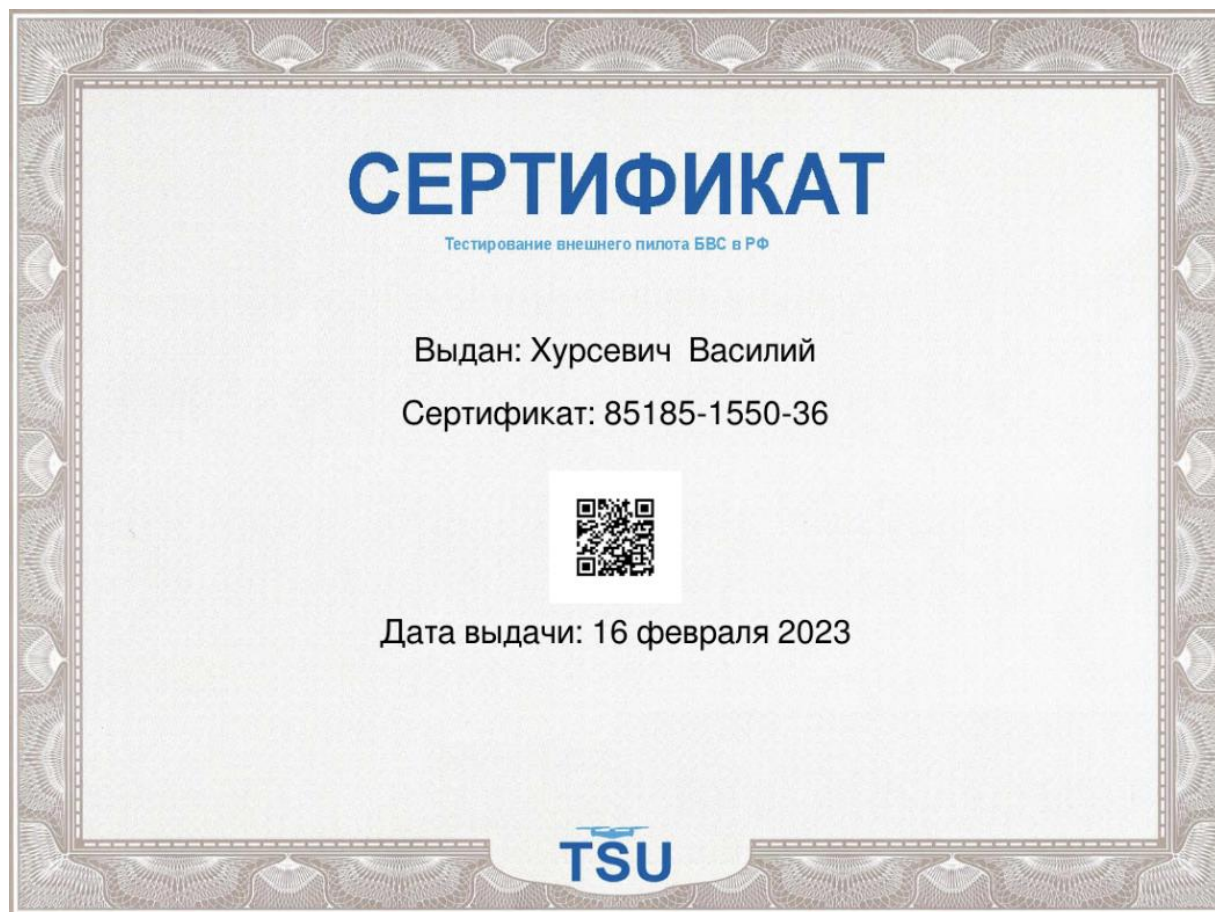 СЕРТИФИКАТ
Тестирование внешнего пилота БВС в РФ
Выдан: Хурсевич  Василий
Сертификат: 85185-1550-36
Дата выдачи: 16 февраля 2023
TSU